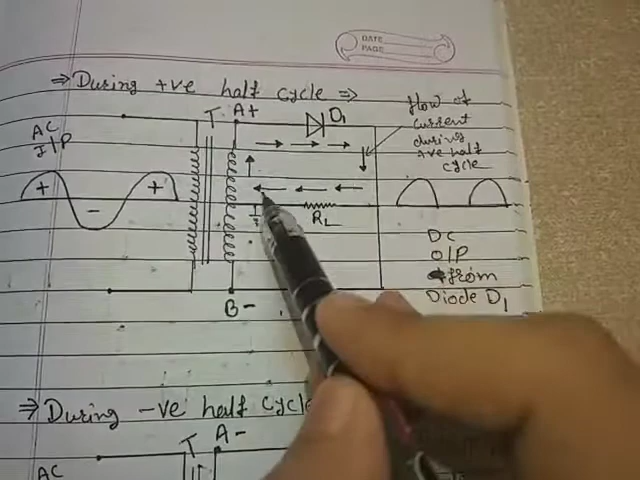 DATE
PAGE
⇒ During +ve half cycle ⇒
AC
I/P
T A+ D1
flow of
current
during
+ve half
cycle
+ - +
RL
DC
O/P
from
Diode D1
B-
⇒ During -ve half cycle
T A-
AC